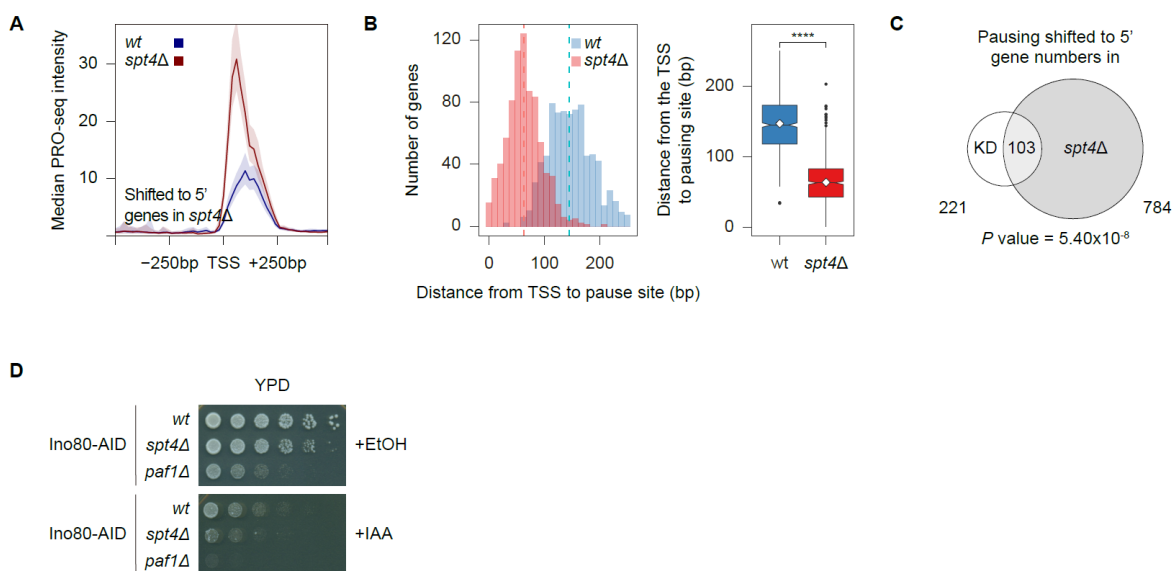 A
Median PRO-seq intensity
30
20
10
wt
spt4Δ
Shifted to 5’
genes in spt4Δ
−250bp TSS +250bp
B
Number of genes
120
80
40
0
wt
spt4Δ
0 100 200
Distance from TSS to pause site (bp)
Distance from the TSS
to pausing site (bp)
200
100
0
****
wt spt4Δ
C
Pausing shifted to 5’
gene numbers in
KD 103 spt4Δ
221 784
P value = 5.40x10⁻⁸
D
YPD
Ino80-AID
wt
spt4Δ
paf1Δ
+EtOH
Ino80-AID
wt
spt4Δ
paf1Δ
+IAA